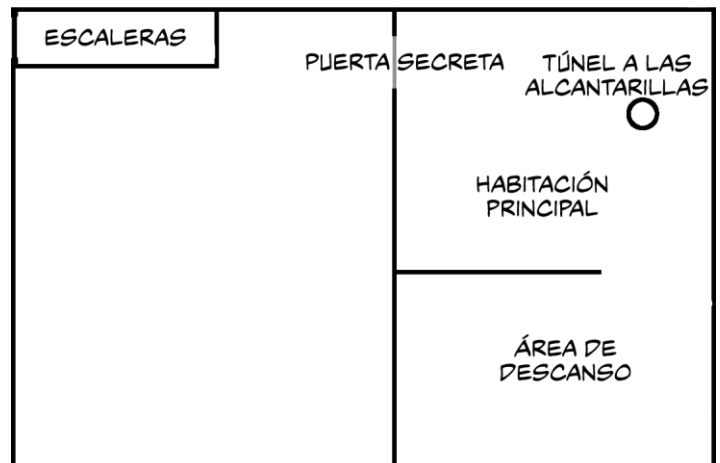 ESCALERAS
PUERTA SECRETA
TÚNEL A LAS
ALCANTARILLAS
HABITACIÓN
PRINCIPAL
ÁREA DE
DESCANSO